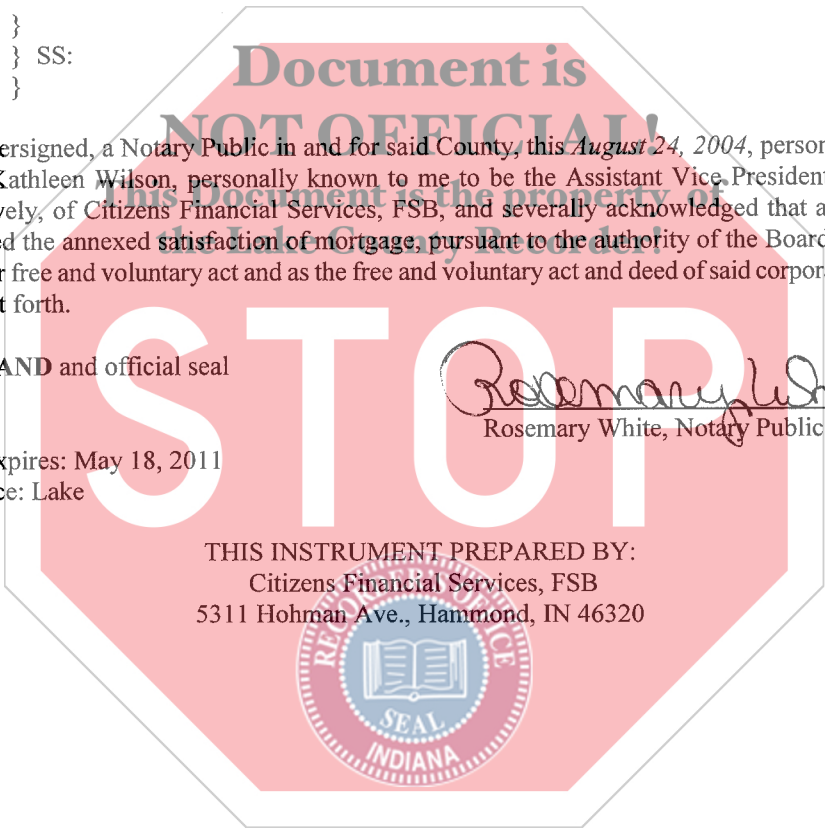 }
} SS:
}
Document is
NOT OFFICIAL!
This Document is the property of
the Lake County Recorder!
ersigned, a Notary Public in and for said County, this August 24, 2004, person
Kathleen Wilson, personally known to me to be the Assistant Vice President
vely, of Citizens Financial Services, FSB, and severally acknowledged that a
ed the annexed satisfaction of mortgage, pursuant to the authority of the Board
r free and voluntary act and as the free and voluntary act and deed of said corpor
t forth.
AND and official seal
Rosemary Wh
Rosemary White, Notary Public
xpires: May 18, 2011
ce: Lake
STOP
THIS INSTRUMENT PREPARED BY:
Citizens Financial Services, FSB
5311 Hohman Ave., Hammond, IN 46320
RECORDER'S OFFICE
SEAL
INDIANA